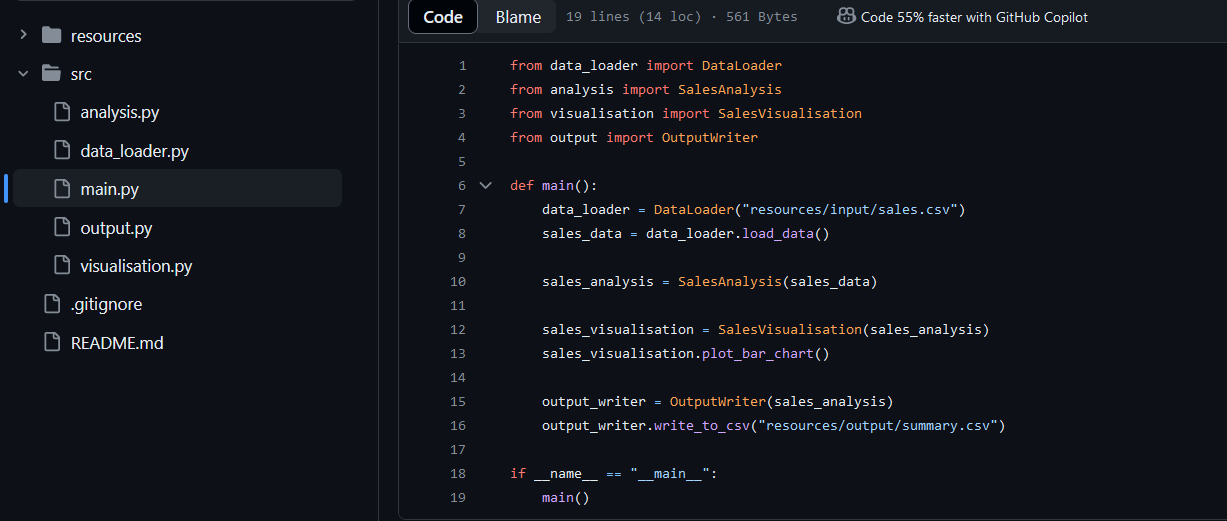 resources
src
analysis.py
data_loader.py
main.py
output.py
visualisation.py
.gitignore
README.md
Code Blame 19 lines (14 loc) · 561 Bytes Code 55% faster with GitHub Copilot
1 from data_loader import DataLoader
2 from analysis import SalesAnalysis
3 from visualisation import SalesVisualisation
4 from output import OutputWriter
5
6 def main():
7     data_loader = DataLoader("resources/input/sales.csv")
8     sales_data = data_loader.load_data()
9
10     sales_analysis = SalesAnalysis(sales_data)
11
12     sales_visualisation = SalesVisualisation(sales_analysis)
13     sales_visualisation.plot_bar_chart()
14
15     output_writer = OutputWriter(sales_analysis)
16     output_writer.write_to_csv("resources/output/summary.csv")
17
18 if __name__ == "__main__":
19     main()